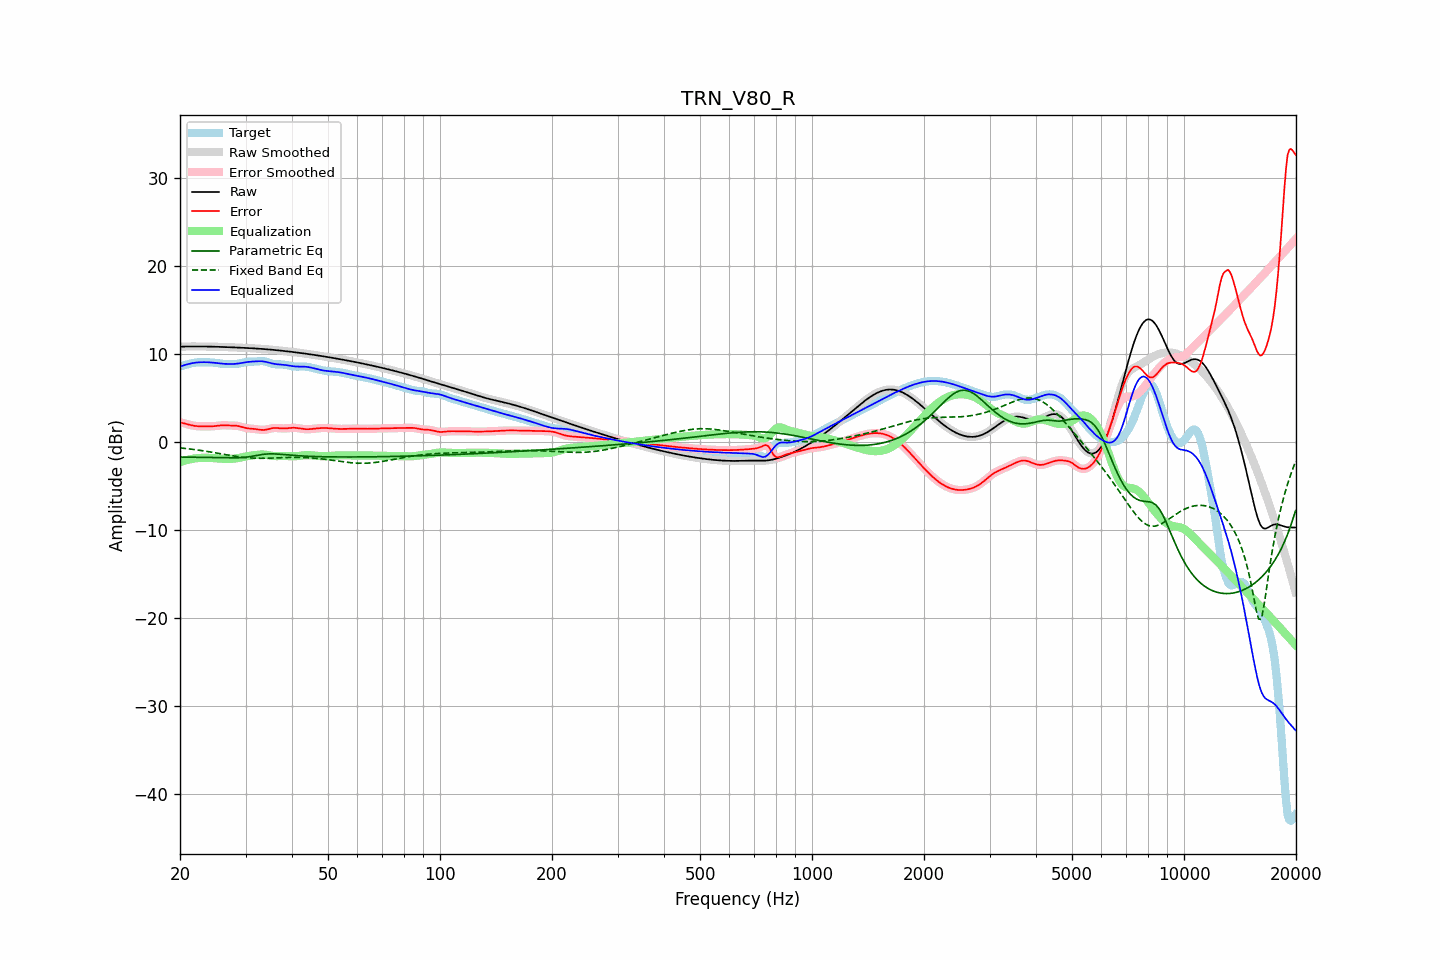 TRN_V80_R
Target
Raw Smoothed
Error Smoothed
Raw
Error
Equalization
Parametric Eq
Fixed Band Eq
Equalized
Amplitude (dBr)
30
20
10
0
−10
−20
−30
−40
20 50 100 200 500 1000 2000 5000 10000 20000
Frequency (Hz)